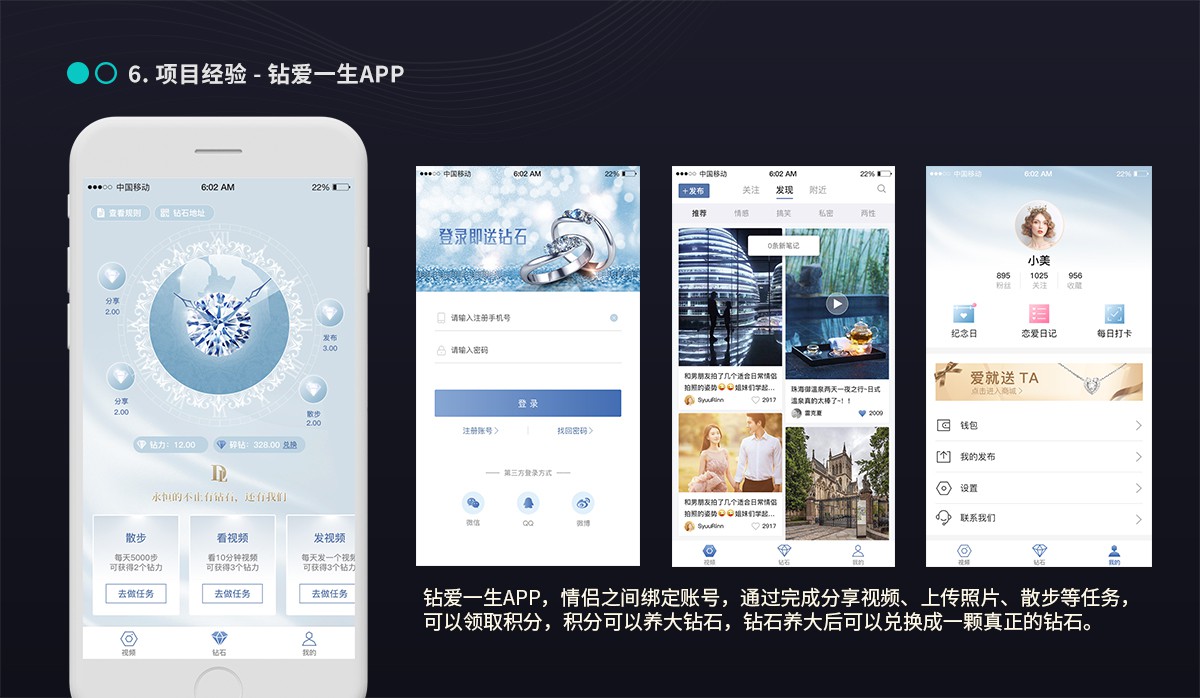 6. 项目经验 - 钻爱一生APP
中国移动
6:02 AM
22%
查看规则
钻石地址
XII
分享
2.00
发布
3.00
分享
2.00
散步
2.00
钻力：12.00
碎钻：328.00 兑换
DL
永恒的不止有钻石，还有我们
散步
每天5000步
可获得2个钻力
去做任务
看视频
看10分钟视频
可获得3个钻力
去做任务
发视频
每天发一个视频
可获得3个钻力
去做任务
视频
钻石
我的
中国移动
6:02 AM
22%
登录即送钻石
请输入注册手机号
请输入密码
登 录
注册账号
找回密码
第三方登录方式
微信
QQ
微博
中国移动
6:02 AM
22%
+发布
关注
发现
附近
推荐
情感
搞笑
私密
两性
0条新笔记
和男朋友拍了几个适合日常情侣
拍照的姿势😝😝姐妹们学起...
SyuuRinn
2917
珠海御温泉两天一夜之行~日式
温泉真的太棒了~！！
雷克夏
2009
和男朋友拍了几个适合日常情侣
拍照的姿势😝😝姐妹们学起...
SyuuRinn
2917
视频
钻石
我的
中国移动
6:02 AM
22%
小美
895
粉丝
1025
关注
956
收藏
纪念日
恋爱日记
每日打卡
爱就送 TA
点击进入商城
钱包
我的发布
设置
联系我们
视频
钻石
我的
钻爱一生APP，情侣之间绑定账号，通过完成分享视频、上传照片、散步等任务，
可以领取积分，积分可以养大钻石，钻石养大后可以兑换成一颗真正的钻石。